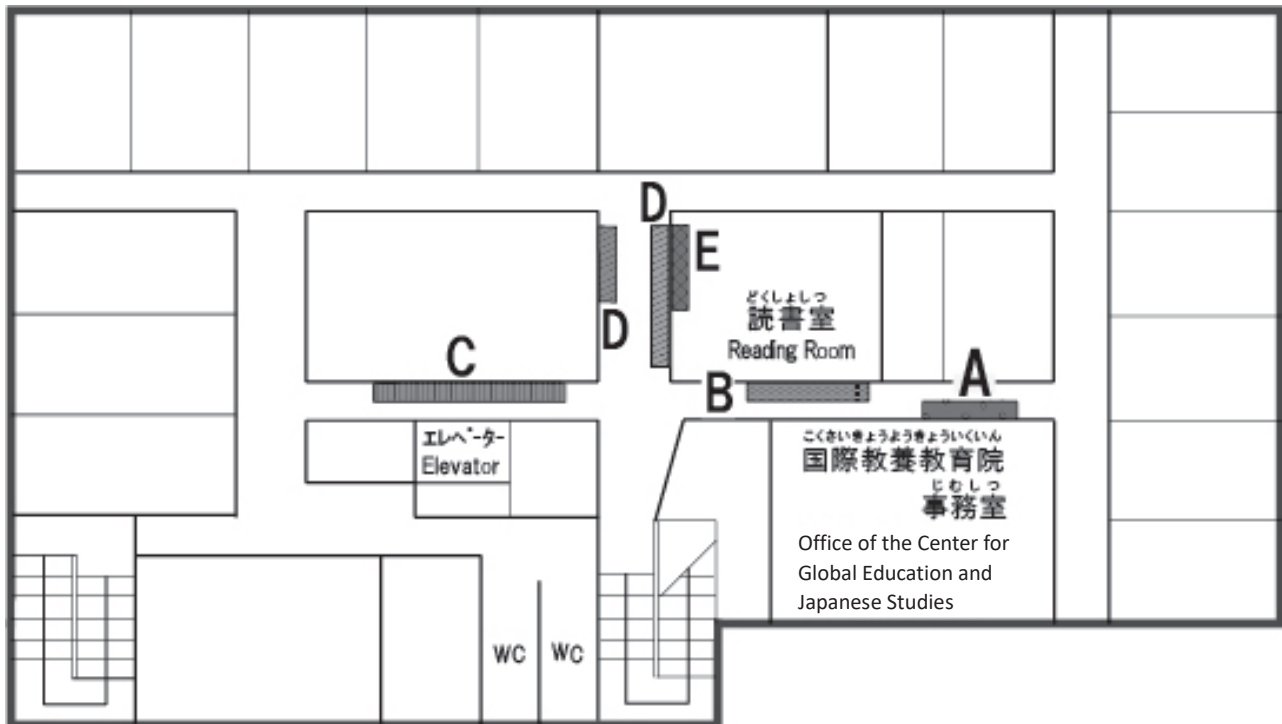 D
E
どくしょしつ
読書室
Reading Room
D
C
B
A
エレベーター
Elevator
こくさいきょうようきょういくいん
国際教養教育院
じむしつ
事務室
Office of the Center for
Global Education and
Japanese Studies
WC
WC